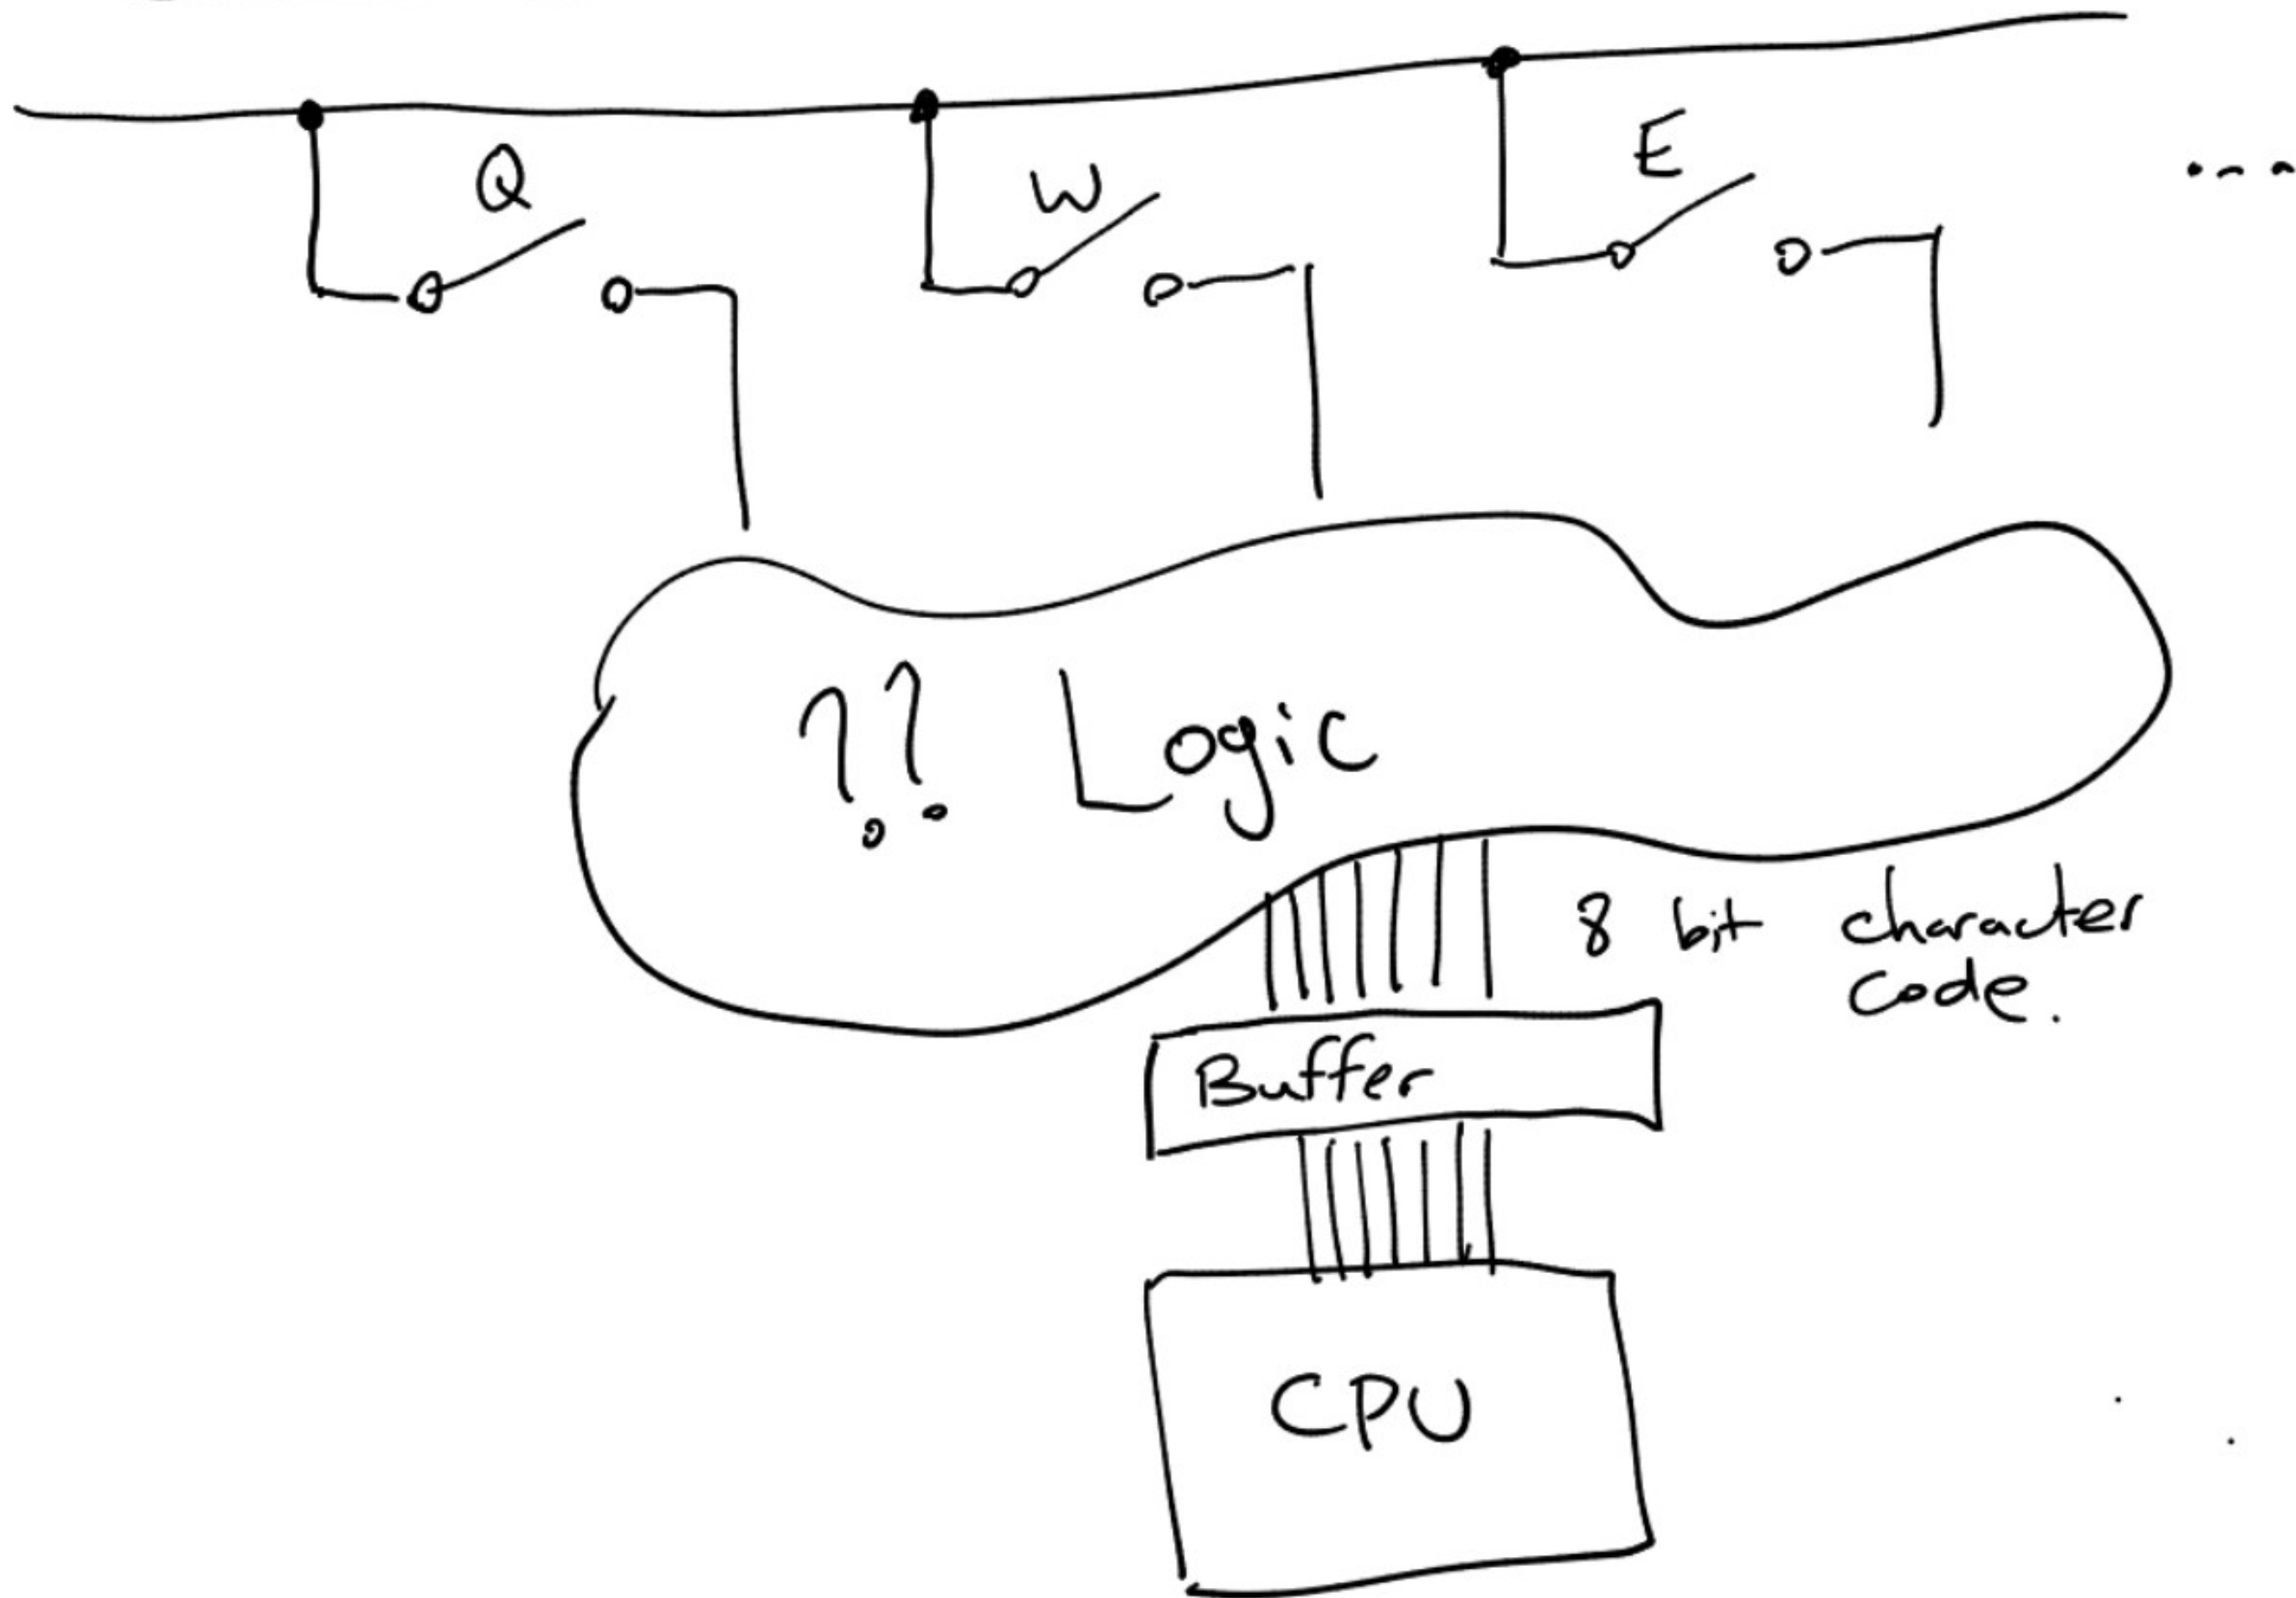 Q
W
E
...
?? Logic
8 bit character
code.
Buffer
CPU